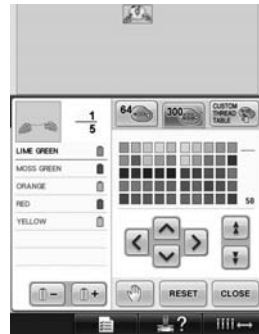 1
5
64
300
CUSTOM
THREAD
TABLE
LIME GREEN
MOSS GREEN
ORANGE
RED
YELLOW
50
- +
RESET
CLOSE
?